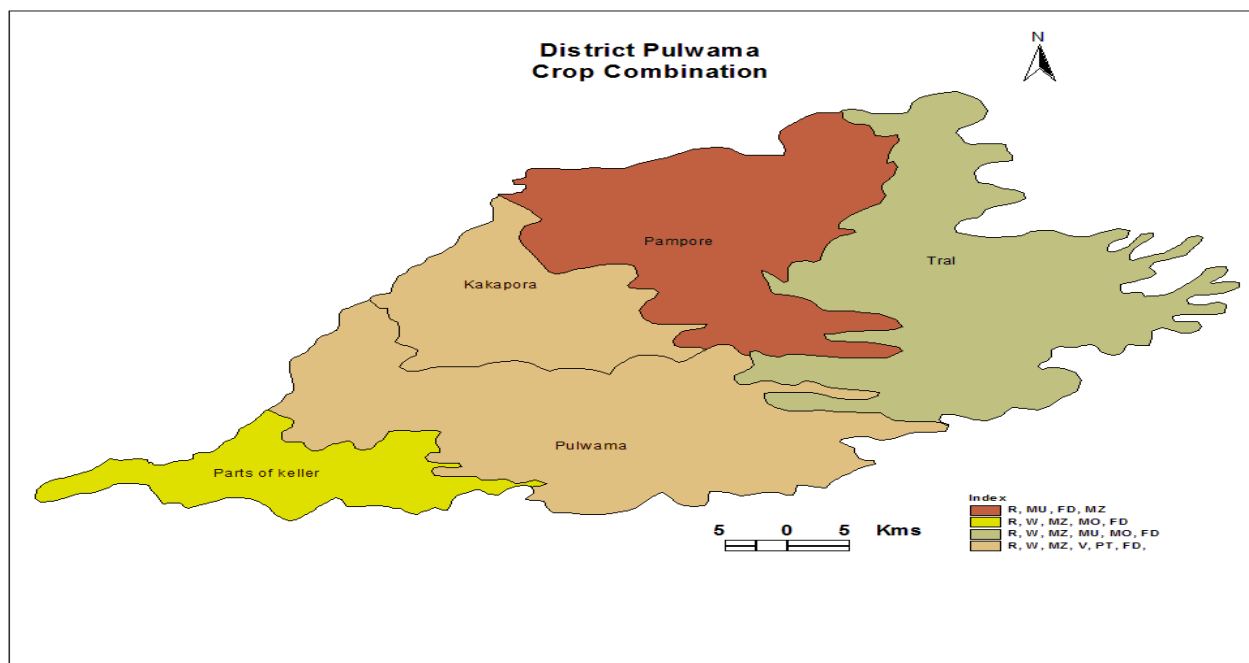 District Pulwama
Crop Combination
N
Pampore
Tral
Kakapora
Pulwama
Parts of keller
Index
R, MU, FD, MZ
R, W, MZ, MO, FD
R, W, MZ, MU, MO, FD
R, W, MZ, V, PT, FD,
5 0 5 Kms